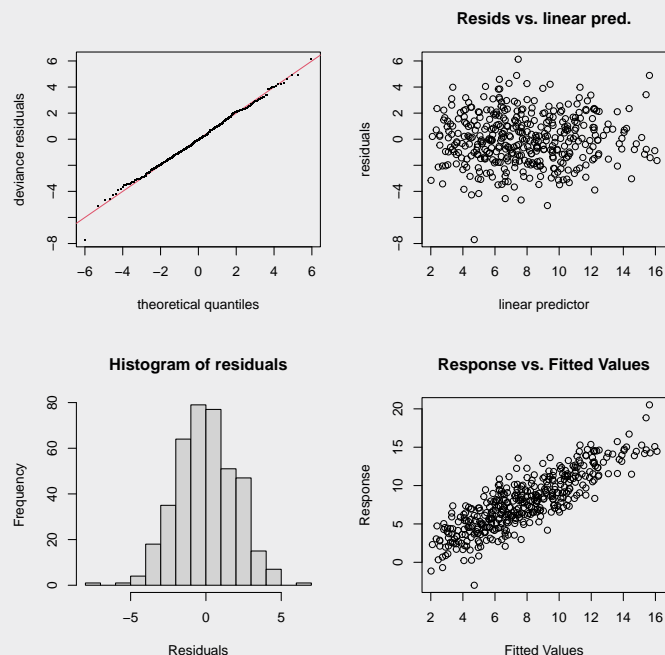 Resids vs. linear pred.
deviance residuals
−8 −4 0 2 4 6
−6 −4 −2 0 2 4 6
theoretical quantiles
residuals
−8 −4 0 2 4 6
2 4 6 8 10 12 14 16
linear predictor
Histogram of residuals
Frequency
0 20 40 60 80
−5 0 5
Residuals
Response vs. Fitted Values
Response
0 5 10 15 20
2 4 6 8 10 12 14 16
Fitted Values